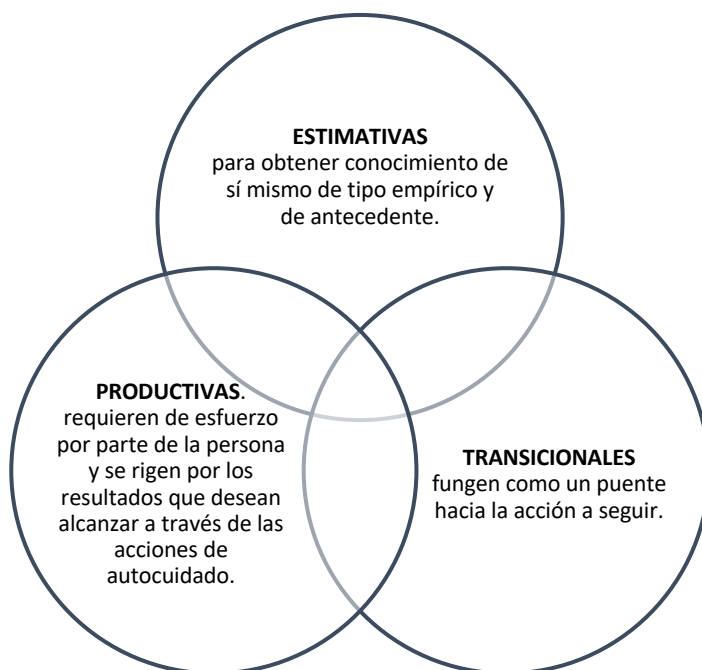 ESTIMATIVAS
para obtener conocimiento de
sí mismo de tipo empírico y
de antecedente.
PRODUCTIVAS.
requieren de esfuerzo
por parte de la persona
y se rigen por los
resultados que desean
alcanzar a través de las
acciones de
autocuidado.
TRANSICIONALES
fungen como un puente
hacia la acción a seguir.